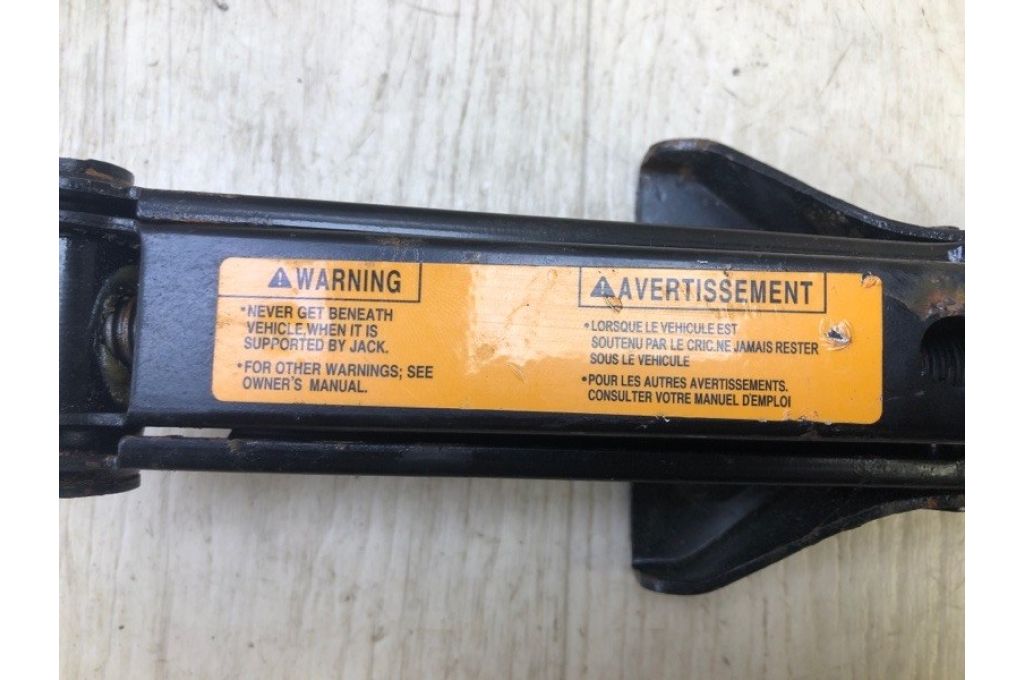 WARNING
•NEVER GET BENEATH
VEHICLE,WHEN IT IS
SUPPORTED BY JACK.
•FOR OTHER WARNINGS; SEE
OWNER'S MANUAL.
AVERTISSEMENT
•LORSQUE LE VEHICULE EST
SOUTENU PAR LE CRIC.NE JAMAIS RESTER
SOUS LE VEHICULE
•POUR LES AUTRES AVERTISSEMENTS.
CONSULTER VOTRE MANUEL D'EMPLOI